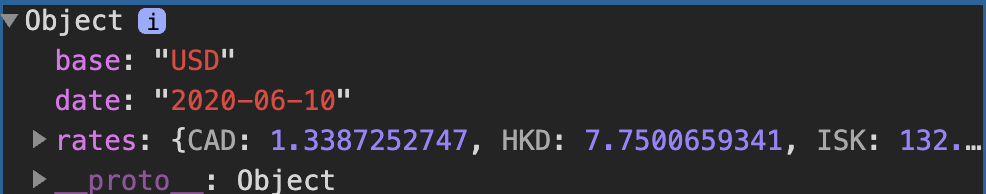 Object i
base: "USD"
date: "2020-06-10"
rates: {CAD: 1.3387252747, HKD: 7.7500659341, ISK: 132.…
__proto__: Object